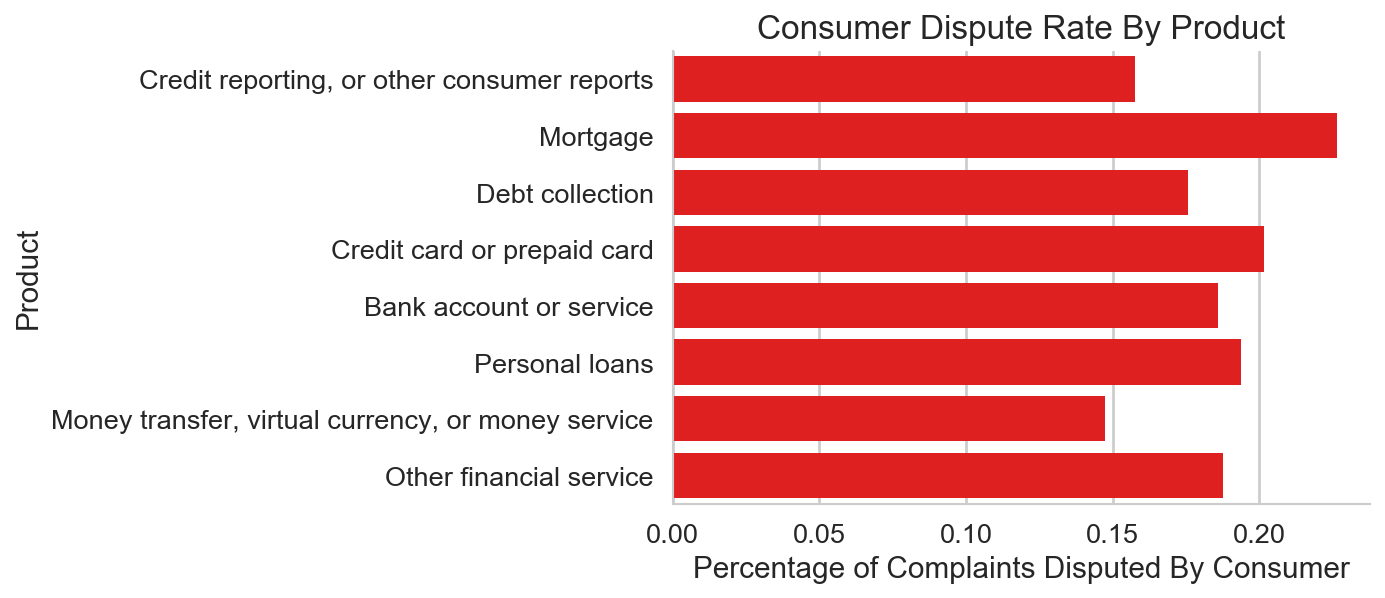 Consumer Dispute Rate By Product
Product
Credit reporting, or other consumer reports
Mortgage
Debt collection
Credit card or prepaid card
Bank account or service
Personal loans
Money transfer, virtual currency, or money service
Other financial service
0.00 0.05 0.10 0.15 0.20
Percentage of Complaints Disputed By Consumer